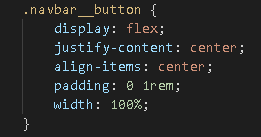 .navbar__button {
display: flex;
justify-content: center;
align-items: center;
padding: 0 1rem;
width: 100%;
}